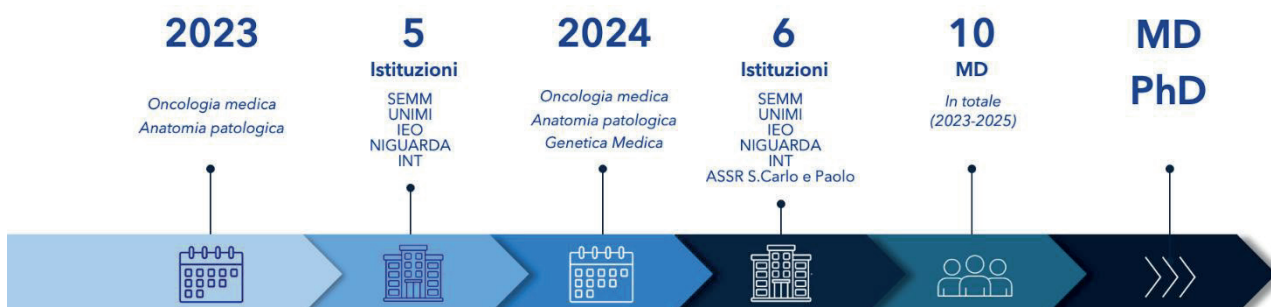 2023
Oncologia medica
Anatomia patologica
5
Istituzioni
SEMM
UNIMI
IEO
NIGUARDA
INT
2024
Oncologia medica
Anatomia patologica
Genetica Medica
6
Istituzioni
SEMM
UNIMI
IEO
NIGUARDA
INT
ASSR S.Carlo e Paolo
10
MD
In totale
(2023-2025)
MD
PhD